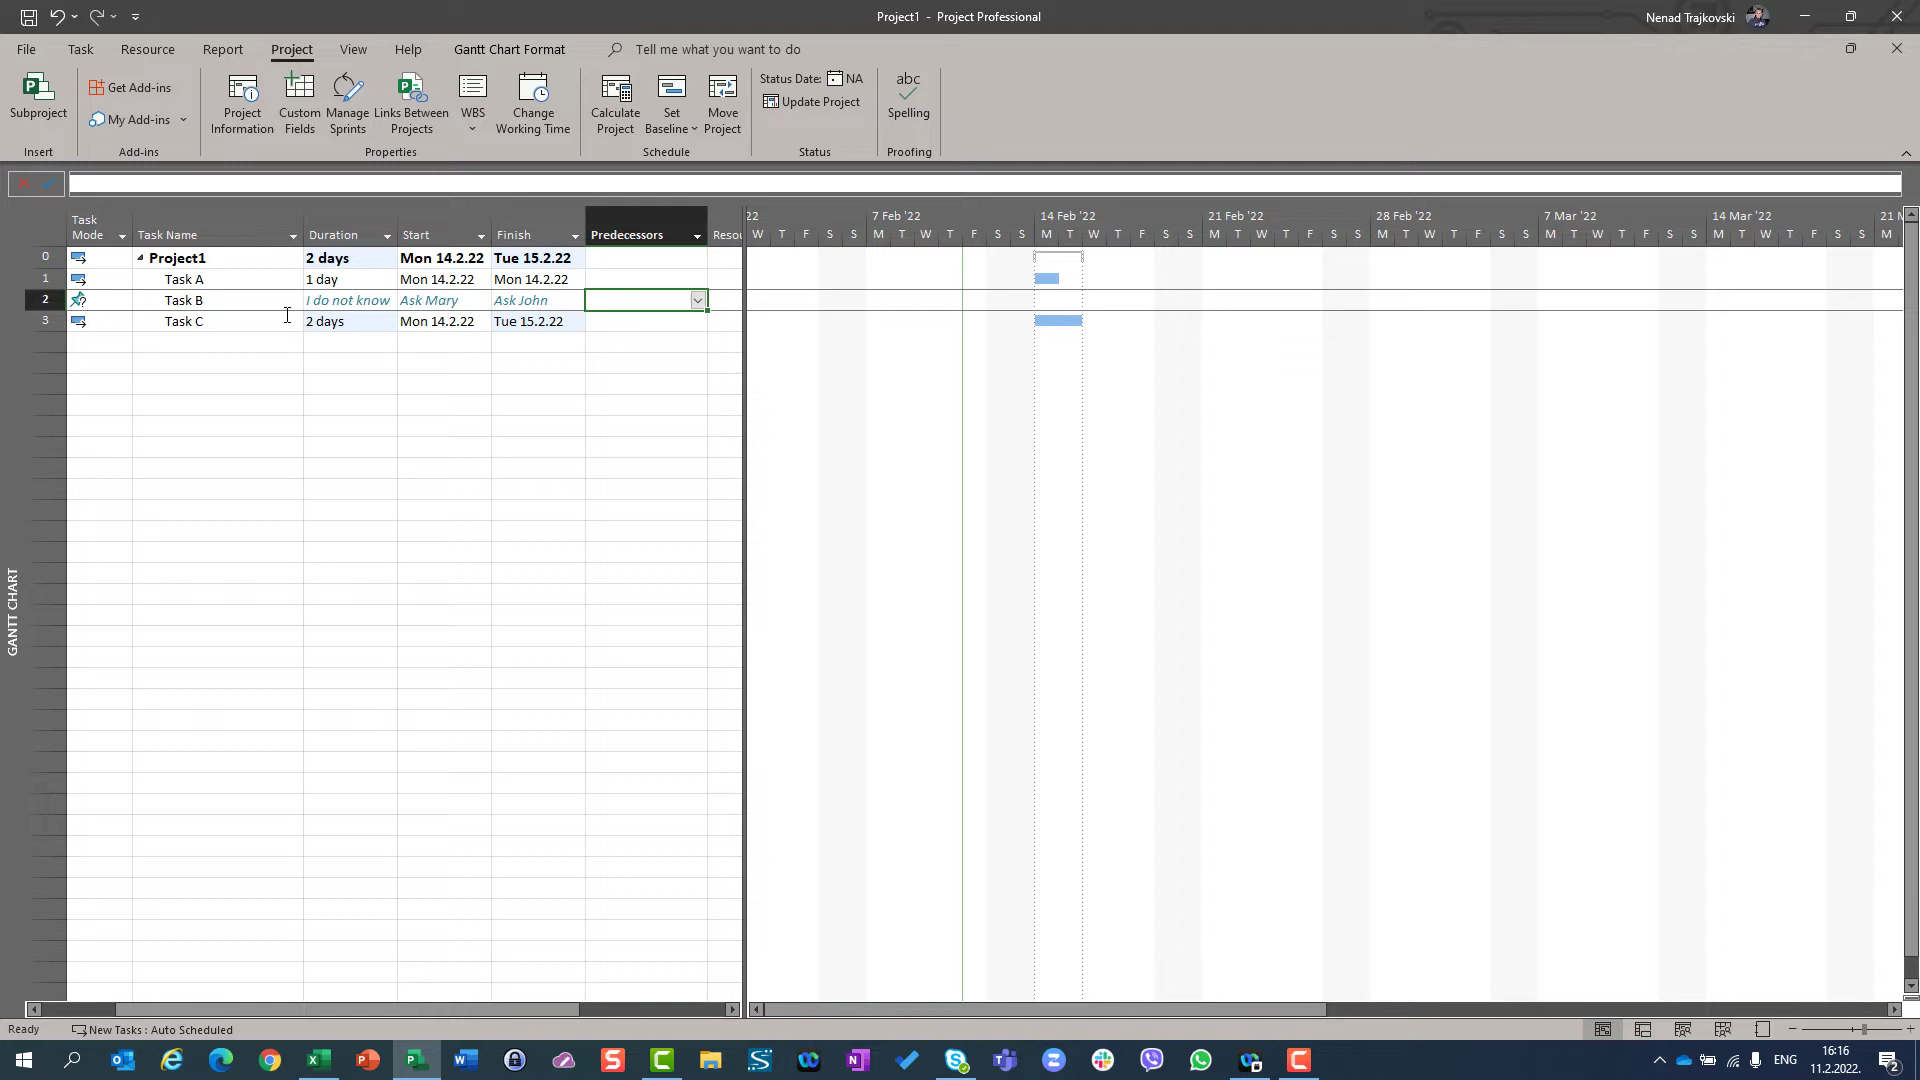 Project1 - Project Professional
Nenad Trajkovski
File Task Resource Report Project View Help Gantt Chart Format Tell me what you want to do
Subproject
Get Add-ins
My Add-ins
Project Information
Custom Fields
Manage Sprints
Links Between Projects
WBS
Change Working Time
Calculate Project
Set Baseline
Move Project
Status Date: NA
Update Project
abc
Spelling
Insert Add-ins Properties Schedule Status Proofing
Task Mode Task Name Duration Start Finish Predecessors Resou
22 7 Feb '22 14 Feb '22 21 Feb '22 28 Feb '22 7 Mar '22 14 Mar '22 21 M
W T F S S M T W T F S S M T W T F S S M T W T F S S M T W T F S S M T W T F S S M T W T F S S M
0 Project1 2 days Mon 14.2.22 Tue 15.2.22
1 Task A 1 day Mon 14.2.22 Mon 14.2.22
2 Task B I do not know Ask Mary Ask John
3 Task C 2 days Mon 14.2.22 Tue 15.2.22
GANTT CHART
Ready New Tasks : Auto Scheduled
ENG
16:16
11.2.2022.
2